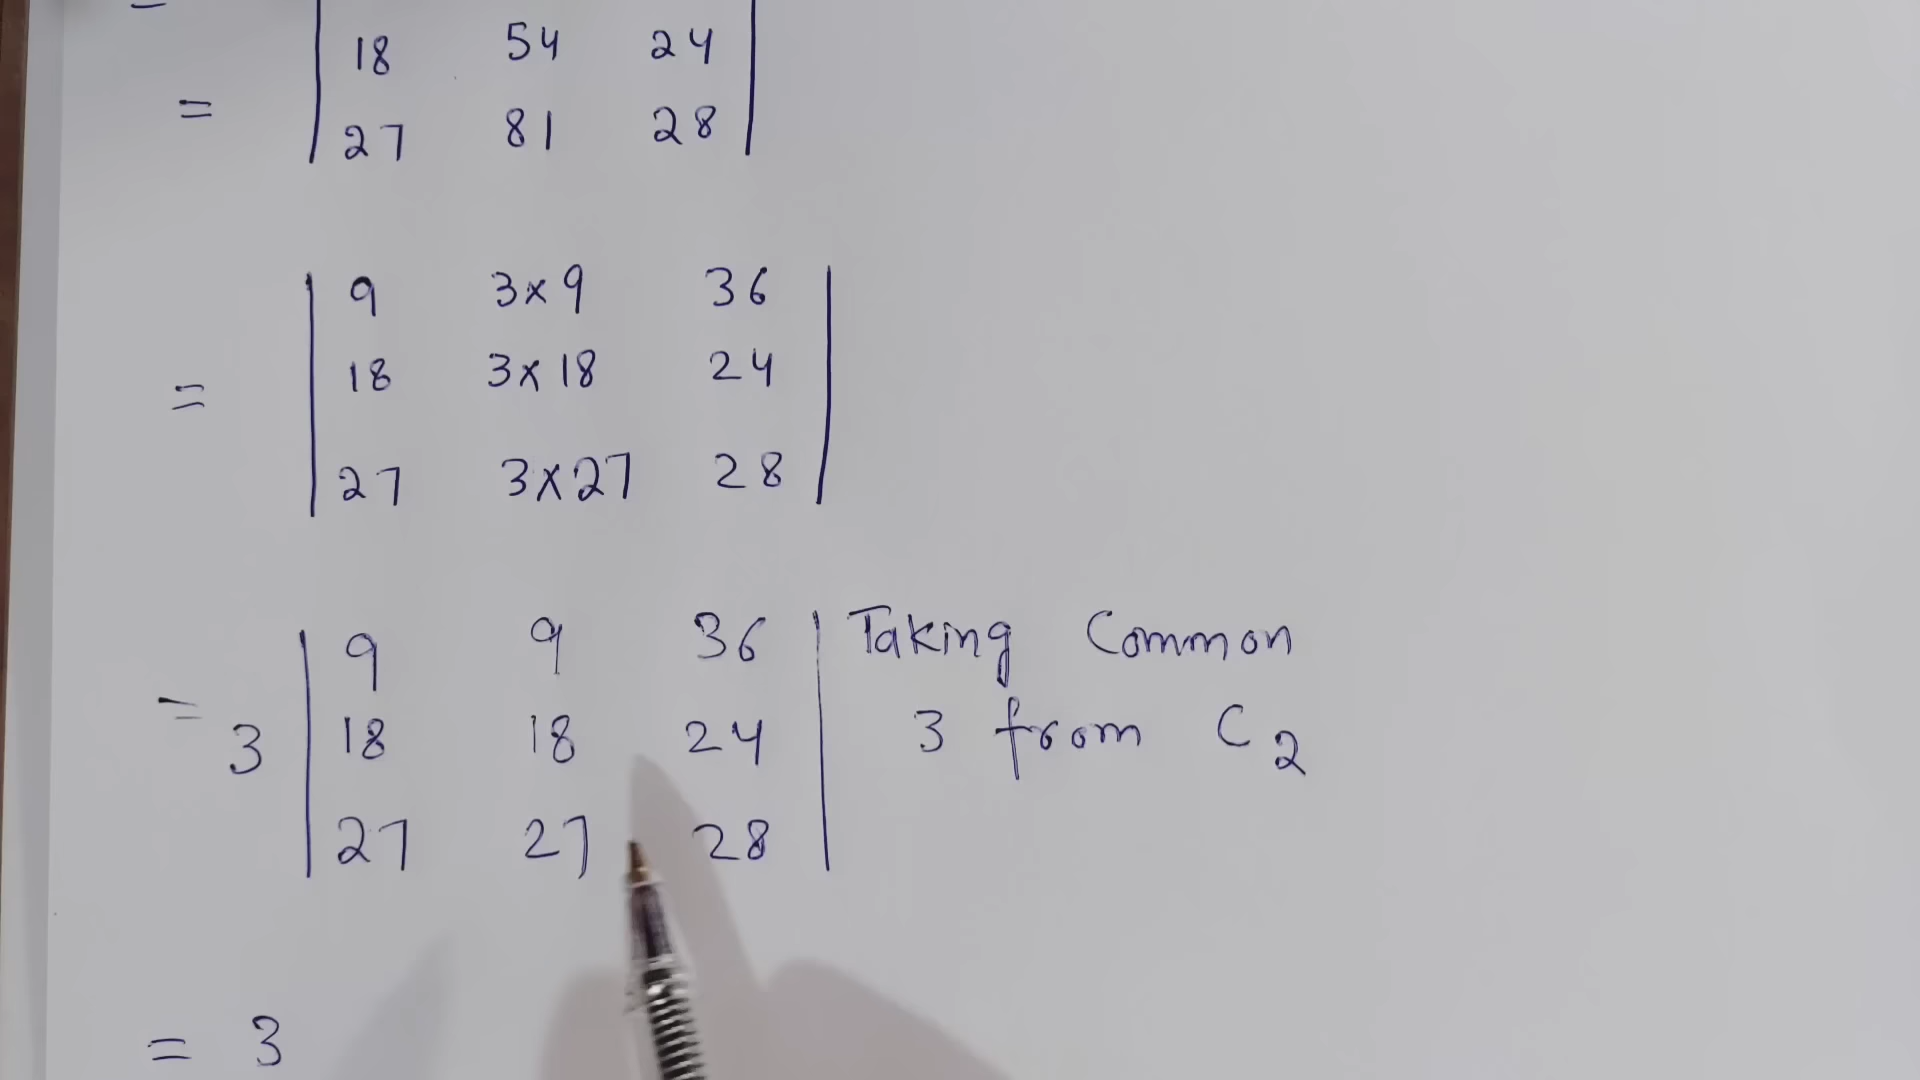 | 18 54 24 |
= | 27 81 28 |
| 9 3×9 36 |
= | 18 3×18 24 |
| 27 3×27 28 |
| 9 9 36 | Taking Common
= 3 | 18 18 24 | 3 from C₂
| 27 27 28 |
= 3